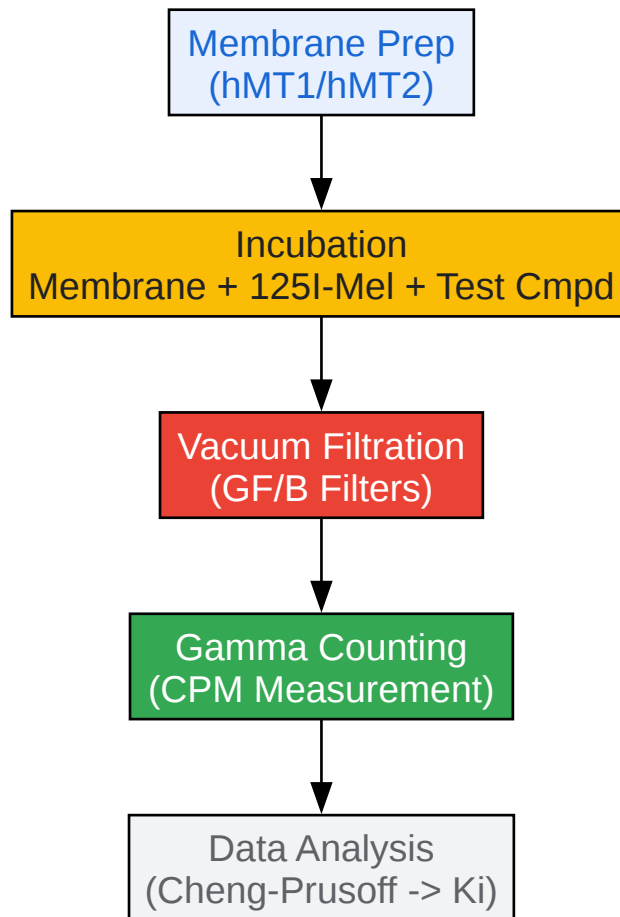 Membrane Prep
(hMT1/hMT2)
Incubation
Membrane + 125I-Mel + Test Cmpd
Vacuum Filtration
(GF/B Filters)
Gamma Counting
(CPM Measurement)
Data Analysis
(Cheng-Prusoff -> Ki)